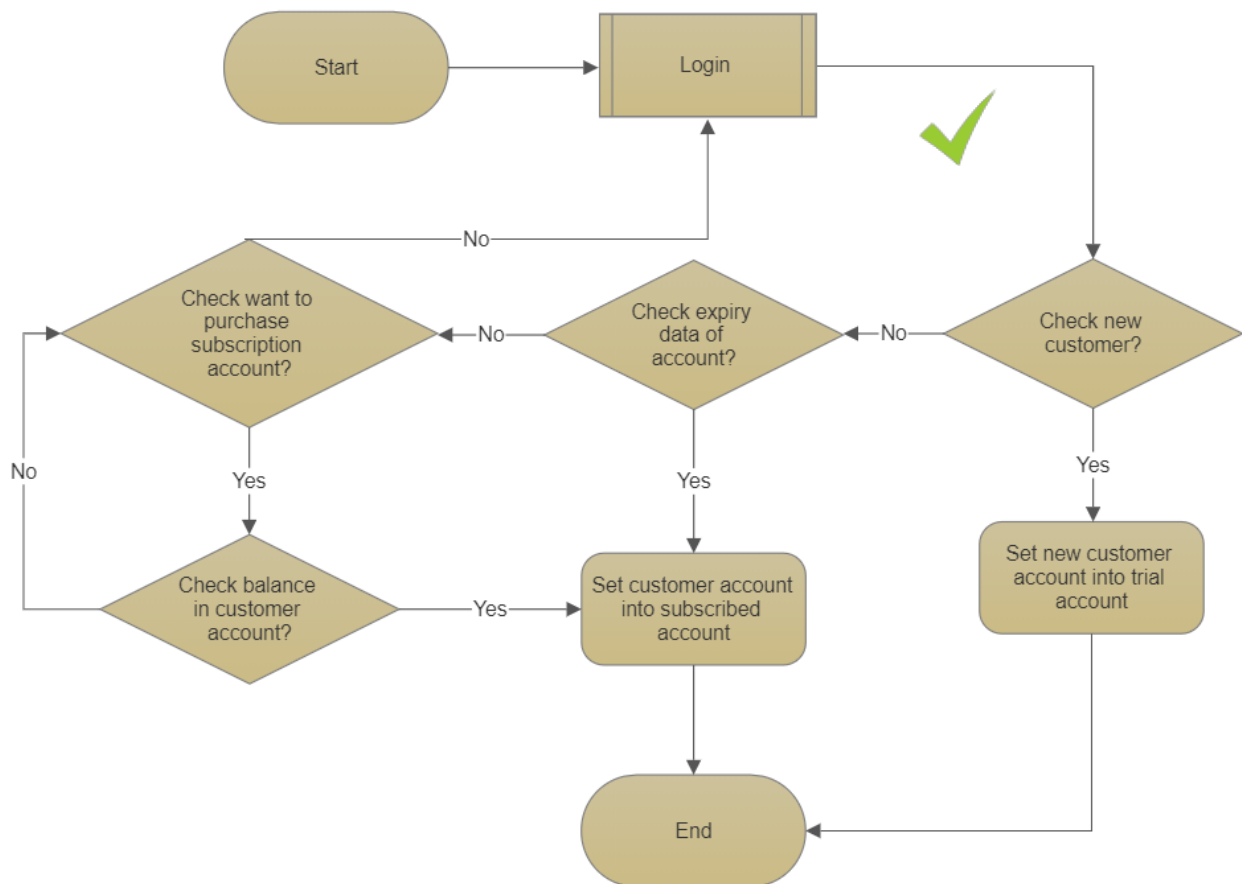 Start
Login
No
Check want to
purchase
subscription
account?
No
Check expiry
data of
account?
No
Check new
customer?
No
Yes
Yes
Yes
Check balance
in customer
account?
Yes
Set customer account
into subscribed
account
Set new customer
account into trial
account
End